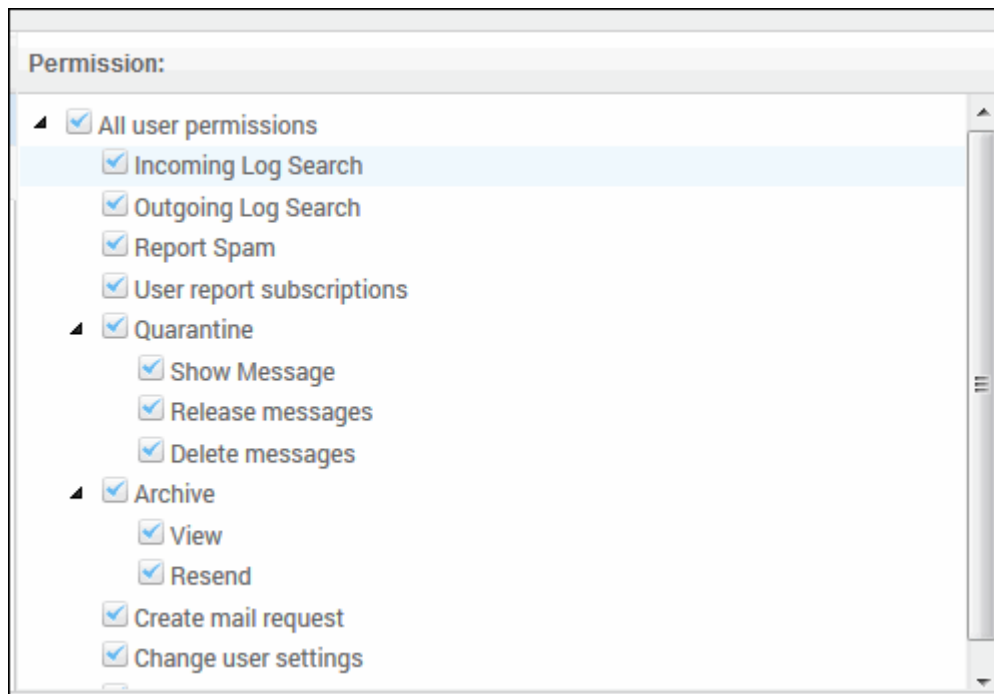 Permission:
All user permissions
Incoming Log Search
Outgoing Log Search
Report Spam
User report subscriptions
Quarantine
Show Message
Release messages
Delete messages
Archive
View
Resend
Create mail request
Change user settings